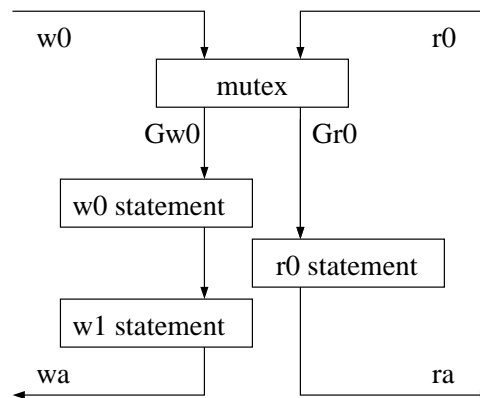 w0
r0
mutex
Gw0
Gr0
w0 statement
r0 statement
w1 statement
wa
ra